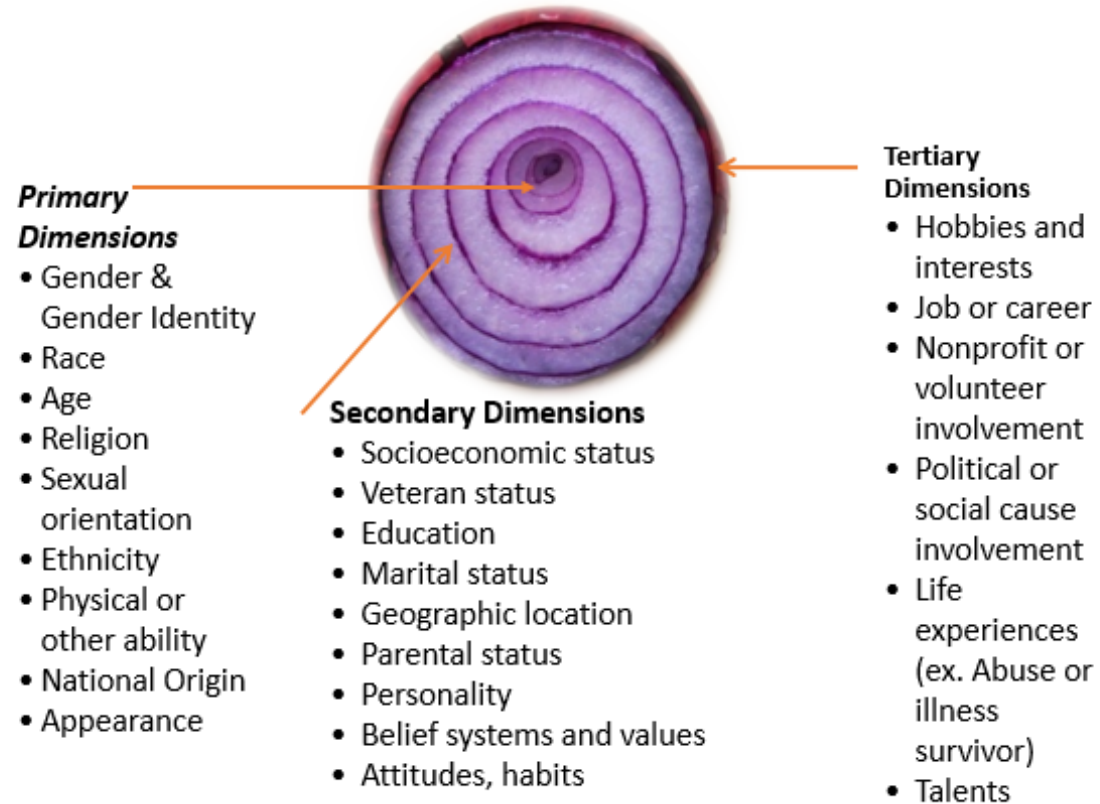 Primary
Dimensions
• Gender &
Gender Identity
• Race
• Age
• Religion
• Sexual
orientation
• Ethnicity
• Physical or
other ability
• National Origin
• Appearance
Secondary Dimensions
• Socioeconomic status
• Veteran status
• Education
• Marital status
• Geographic location
• Parental status
• Personality
• Belief systems and values
• Attitudes, habits
Tertiary
Dimensions
• Hobbies and
interests
• Job or career
• Nonprofit or
volunteer
involvement
• Political or
social cause
involvement
• Life
experiences
(ex. Abuse or
illness
survivor)
• Talents